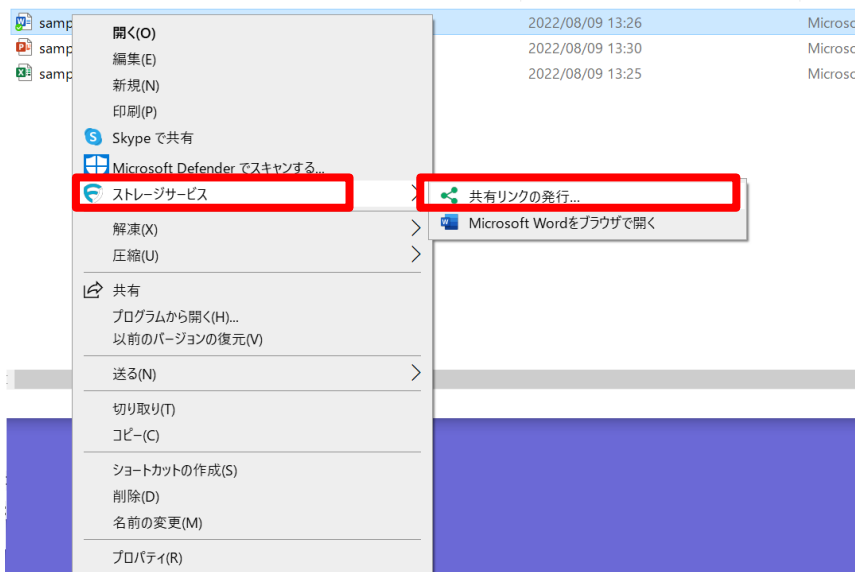 samp 2022/08/09 13:26 Microso
samp 2022/08/09 13:30 Microso
samp 2022/08/09 13:25 Microso
開く(O)
編集(E)
新規(N)
印刷(P)
Skype で共有
Microsoft Defender でスキャンする...
ストレージサービス
共有リンクの発行...
Microsoft Wordをブラウザで開く
解凍(X)
圧縮(U)
共有
プログラムから開く(H)...
以前のバージョンの復元(V)
送る(N)
切り取り(T)
コピー(C)
ショートカットの作成(S)
削除(D)
名前の変更(M)
プロパティ(R)